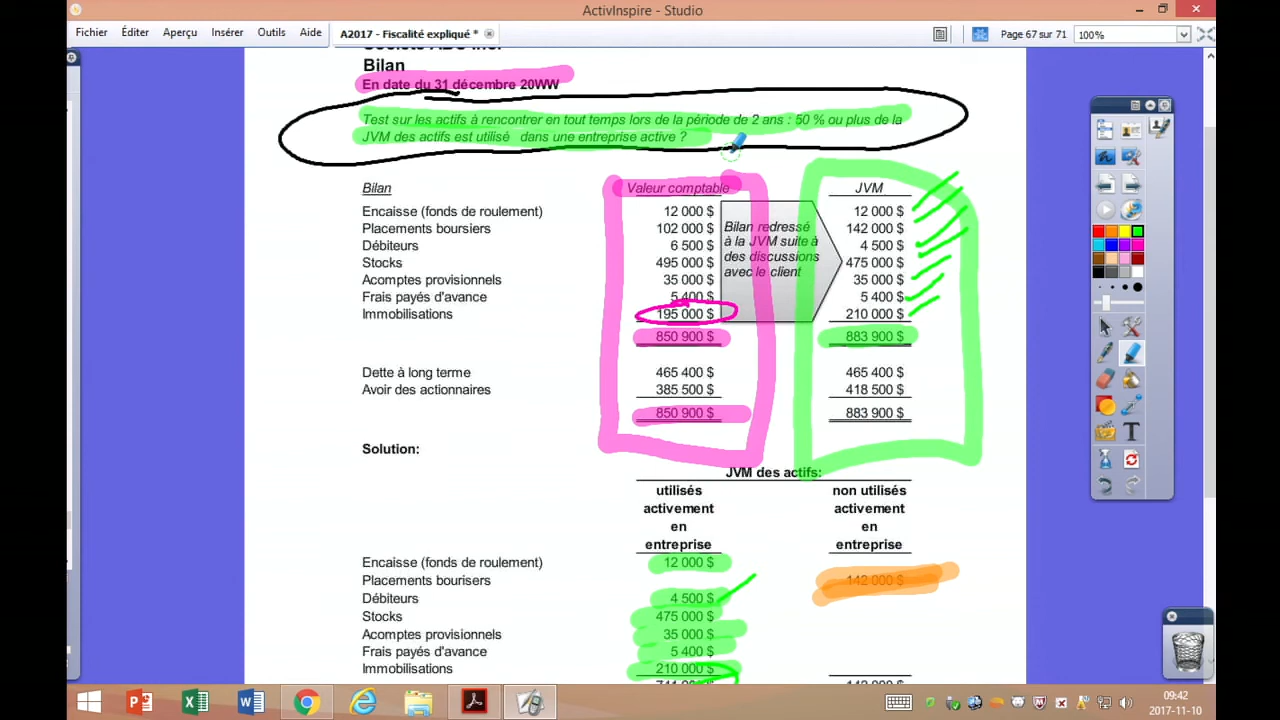 ActivInspire - Studio
Fichier Éditer Aperçu Insérer Outils Aide A2017 - Fiscalité expliqué * Page 67 sur 71 100%
Bilan
En date du 31 décembre 20WW
Test sur les actifs à rencontrer en tout temps lors de la période de 2 ans : 50 % ou plus de la
JVM des actifs est utilisé dans une entreprise active ?
Bilan Valeur comptable JVM
Encaisse (fonds de roulement) 12 000 $ 12 000 $
Placements boursiers 102 000 $ 142 000 $
Débiteurs 6 500 $ 4 500 $
Stocks 495 000 $ 475 000 $
Acomptes provisionnels 35 000 $ 35 000 $
Frais payés d'avance 5 400 $ 5 400 $
Immobilisations 195 000 $ 210 000 $
Bilan redressé
à la JVM suite à
des discussions
avec le client
850 900 $ 883 900 $
Dette à long terme 465 400 $ 465 400 $
Avoir des actionnaires 385 500 $ 418 500 $
850 900 $ 883 900 $
Solution:
JVM des actifs:
utilisés non utilisés
activement activement
en en
entreprise entreprise
Encaisse (fonds de roulement) 12 000 $
Placements bourisers 142 000 $
Débiteurs 4 500 $
Stocks 475 000 $
Acomptes provisionnels 35 000 $
Frais payés d'avance 5 400 $
Immobilisations 210 000 $
09:42
2017-11-10